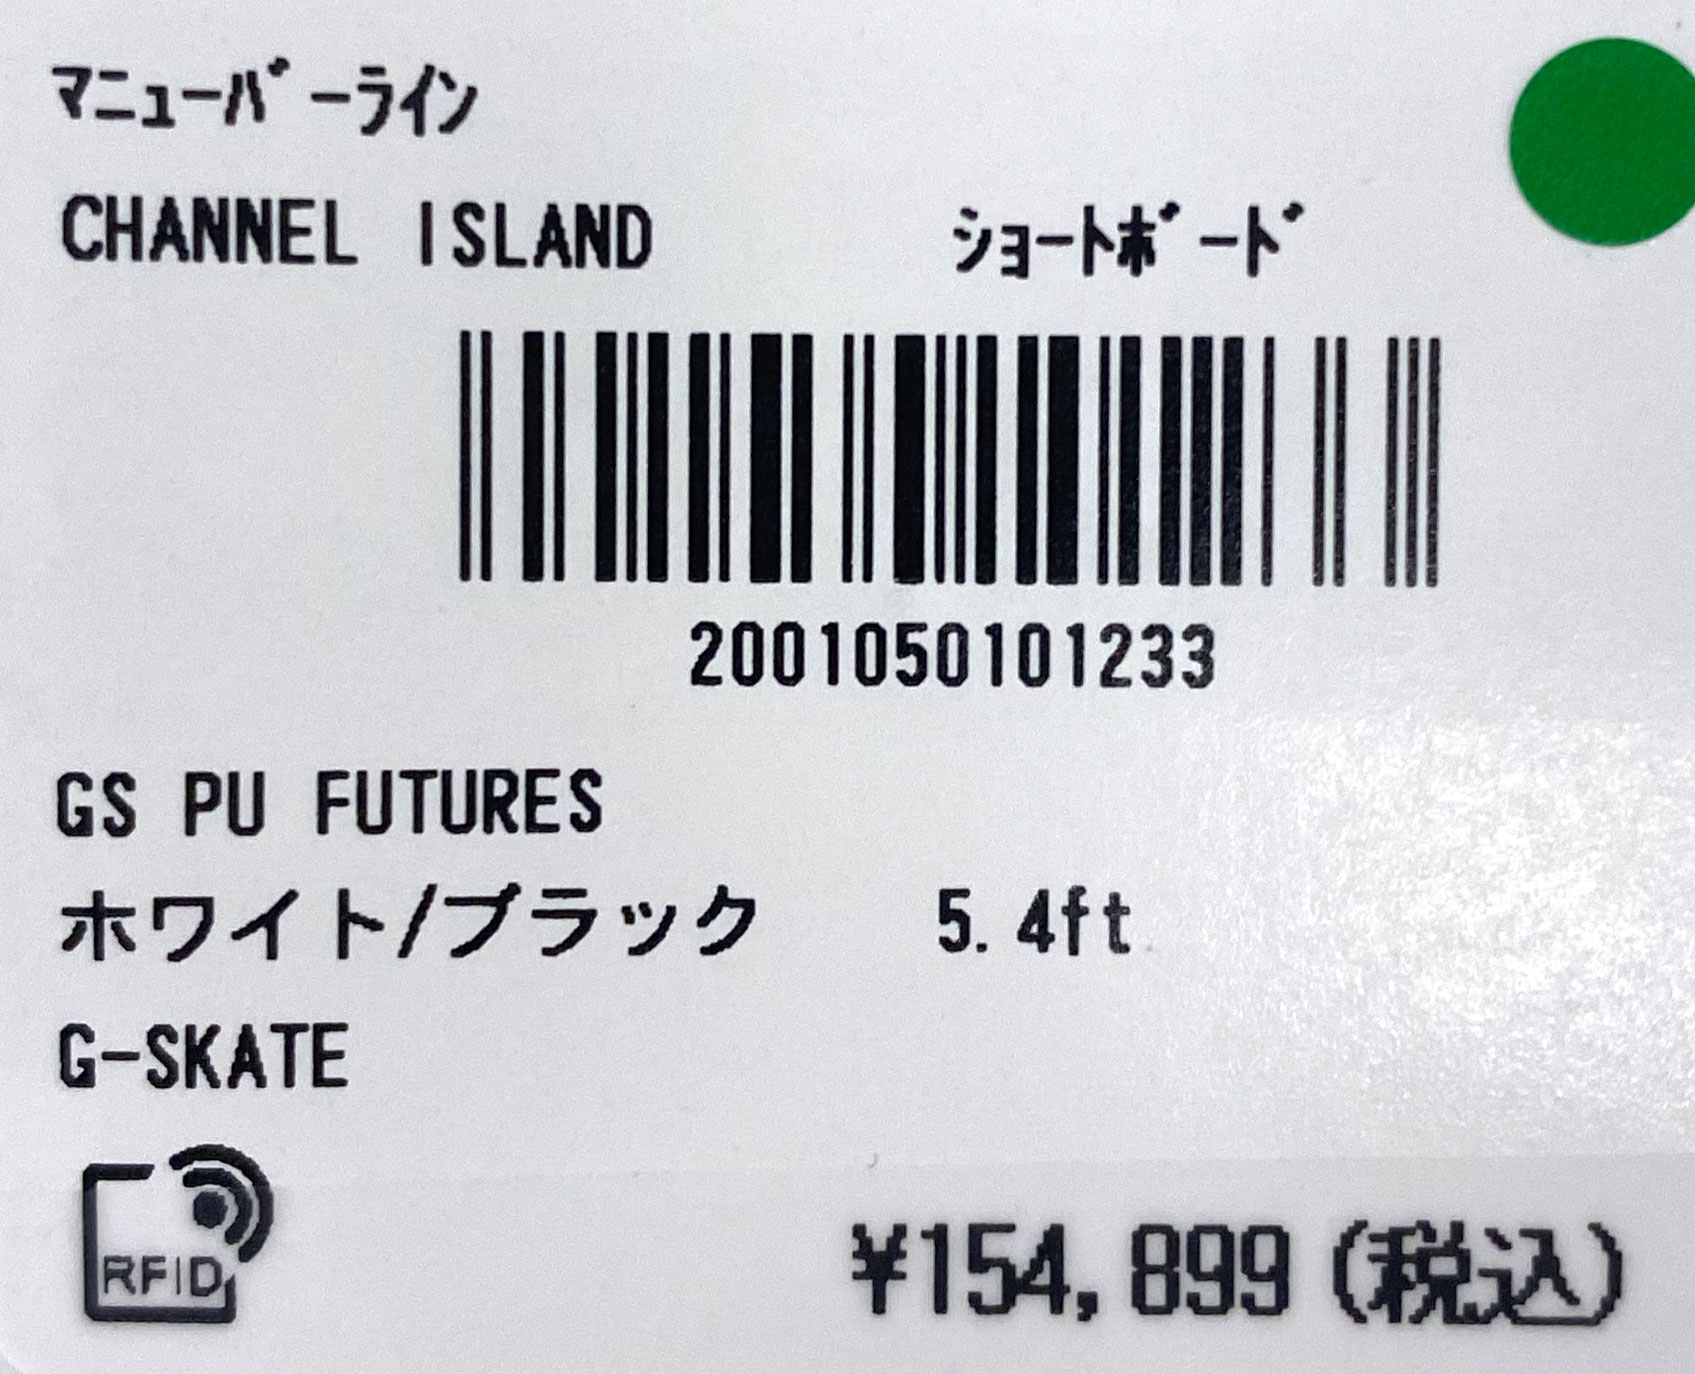 マニューバーライン
CHANNEL ISLAND ショートボード
2001050101233
GS PU FUTURES
ホワイト/ブラック 5.4ft
G-SKATE
RFID
¥154,899(税込)